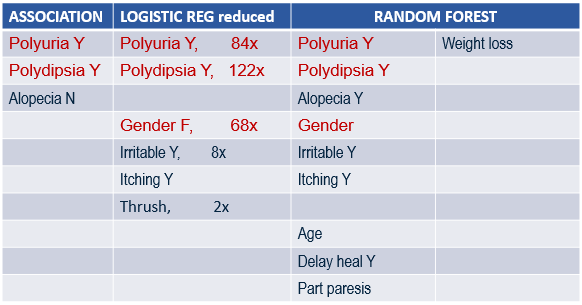 ASSOCIATION LOGISTIC REG reduced RANDOM FOREST
Polyuria Y Polyuria Y, 84x Polyuria Y Weight loss
Polydipsia Y Polydipsia Y, 122x Polydipsia Y
Alopecia N Alopecia Y
Gender F, 68x Gender
Irritable Y, 8x Irritable Y
Itching Y Itching Y
Thrush, 2x
Age
Delay heal Y
Part paresis